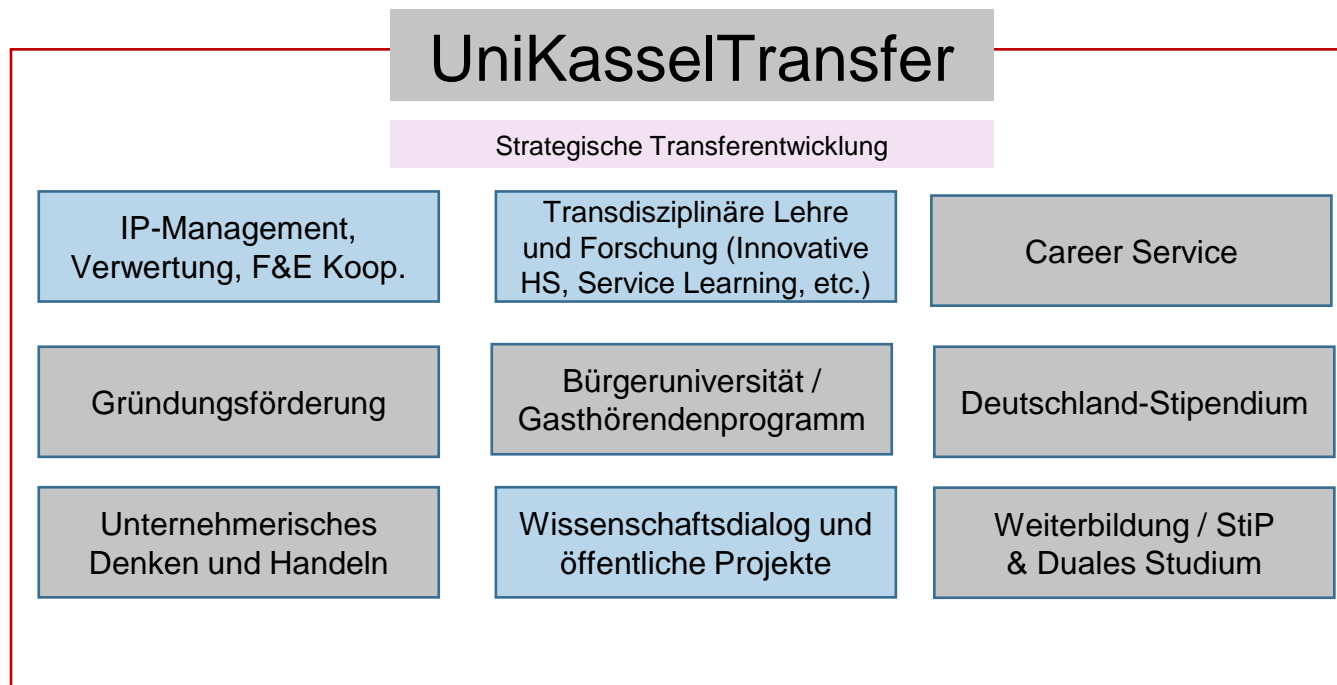 UniKasselTransfer
Strategische Transferentwicklung
IP-Management,
Verwertung, F&E Koop.
Transdisziplinäre Lehre
und Forschung (Innovative
HS, Service Learning, etc.)
Career Service
Gründungsförderung
Bürgeruniversität /
Gasthörendenprogramm
Deutschland-Stipendium
Unternehmerisches
Denken und Handeln
Wissenschaftsdialog und
öffentliche Projekte
Weiterbildung / StiP
& Duales Studium